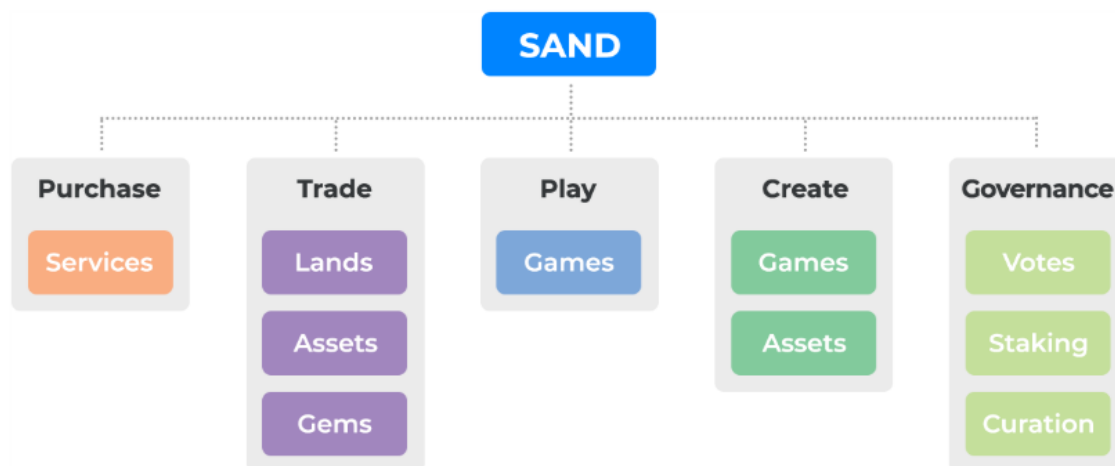 SAND
Purchase
Services
Trade
Lands
Assets
Gems
Play
Games
Create
Games
Assets
Governance
Votes
Staking
Curation